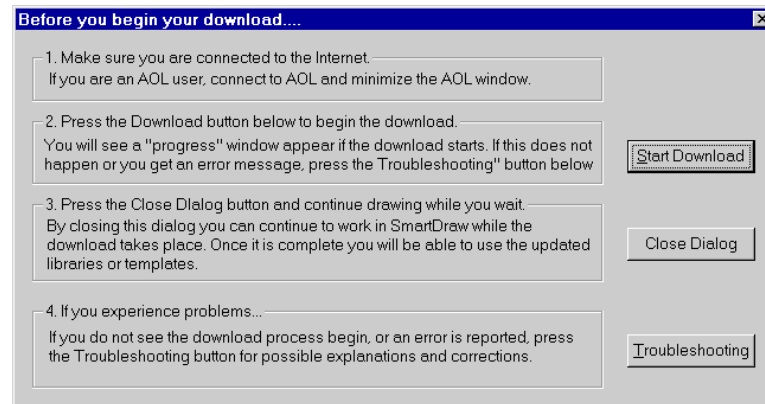 Before you begin your download....
1. Make sure you are connected to the Internet.
If you are an AOL user, connect to AOL and minimize the AOL window.
2. Press the Download button below to begin the download.
You will see a "progress" window appear if the download starts. If this does not
happen or you get an error message, press the Troubleshooting" button below
Start Download
3. Press the Close DIalog button and continue drawing while you wait.
By closing this dialog you can continue to work in SmartDraw while the
download takes place. Once it is complete you will be able to use the updated
libraries or templates.
Close Dialog
4. If you experience problems...
If you do not see the download process begin, or an error is reported, press
the Troubleshooting button for possible explanations and corrections.
Troubleshooting